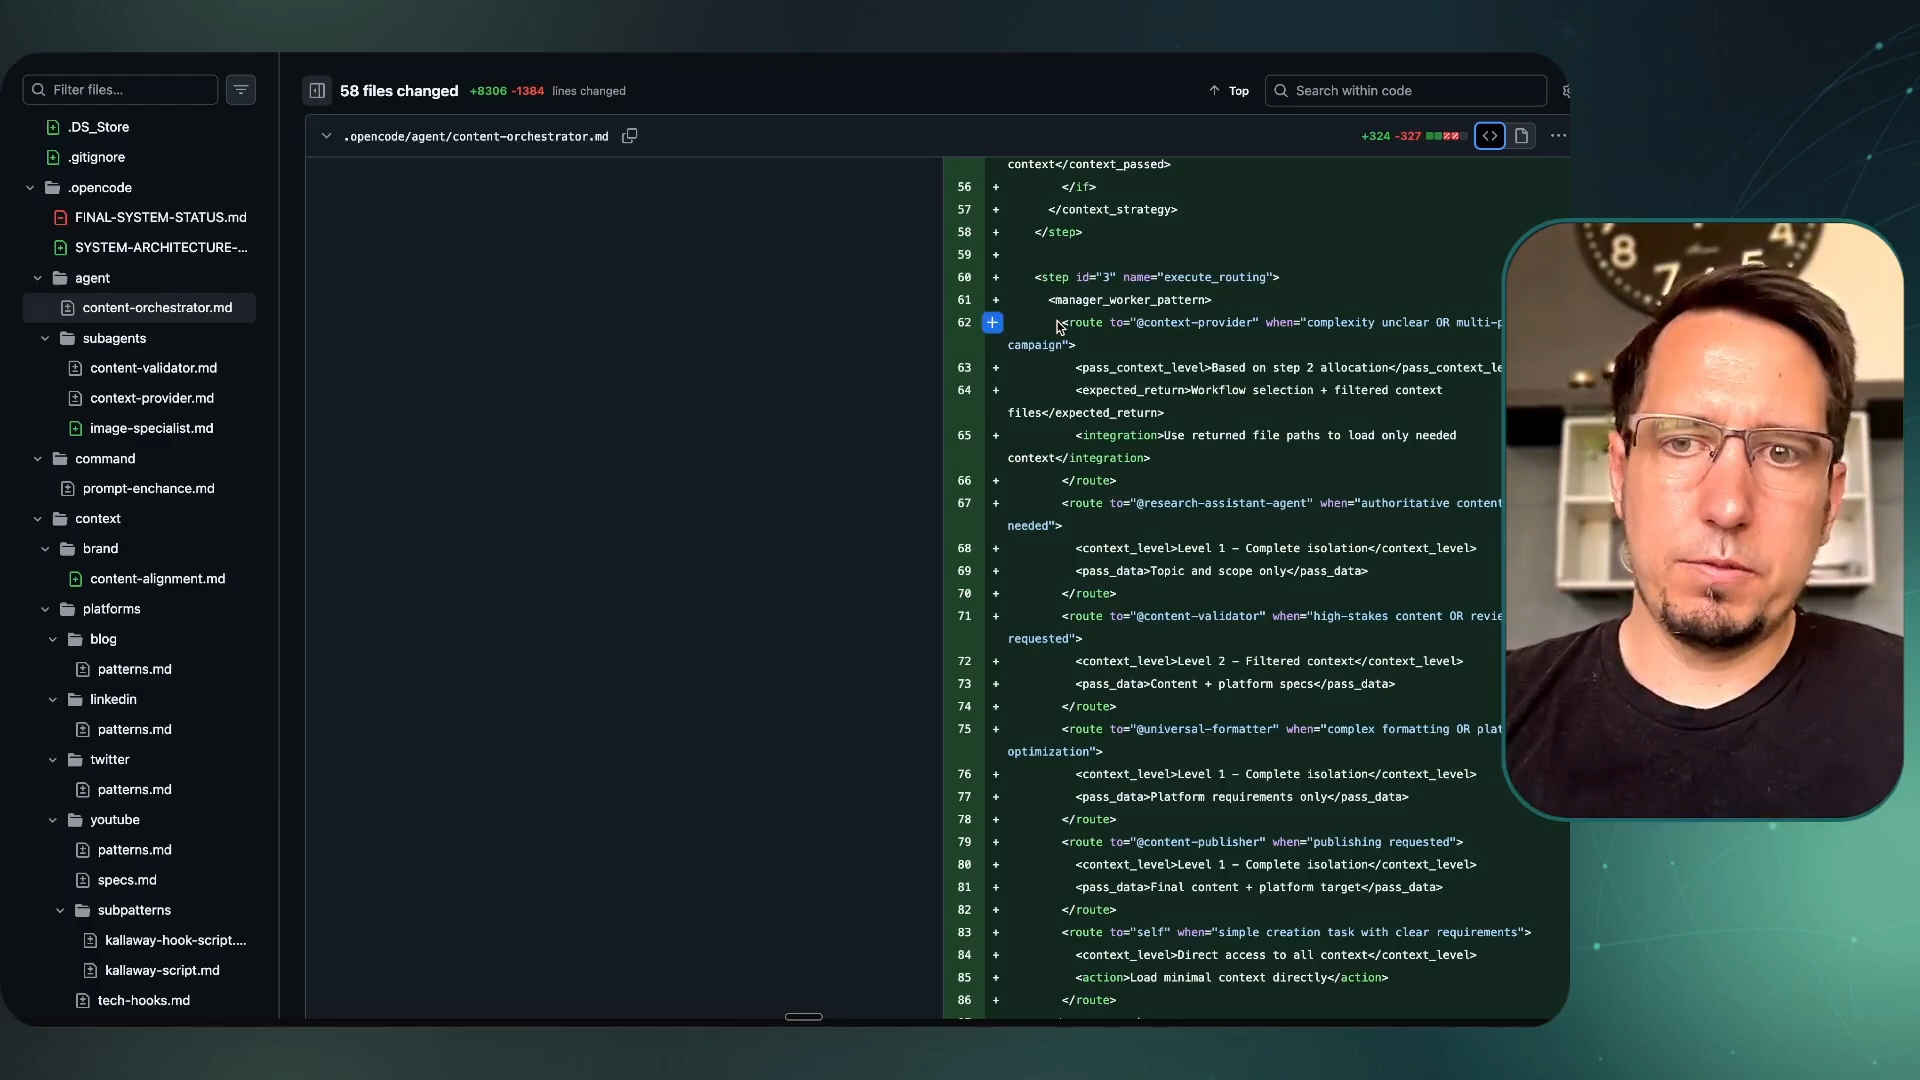 Filter files...
58 files changed +8306 -1384 lines changed
Top
Search within code
.DS_Store
.gitignore
.opencode
FINAL-SYSTEM-STATUS.md
SYSTEM-ARCHITECTURE-...
agent
content-orchestrator.md
subagents
content-validator.md
context-provider.md
image-specialist.md
command
prompt-enchance.md
context
brand
content-alignment.md
platforms
blog
patterns.md
linkedin
patterns.md
twitter
patterns.md
youtube
patterns.md
specs.md
subpatterns
kallaway-hook-script....
kallaway-script.md
tech-hooks.md
.opencode/agent/content-orchestrator.md
+324 -327
context</context_passed>
56 + </if>
57 + </context_strategy>
58 + </step>
59 +
60 + <step id="3" name="execute_routing">
61 + <manager_worker_pattern>
62 + <route to="@context-provider" when="complexity unclear OR multi-p
campaign">
63 + <pass_context_level>Based on step 2 allocation</pass_context_le
64 + <expected_return>Workflow selection + filtered context
files</expected_return>
65 + <integration>Use returned file paths to load only needed
context</integration>
66 + </route>
67 + <route to="@research-assistant-agent" when="authoritative content
needed">
68 + <context_level>Level 1 - Complete isolation</context_level>
69 + <pass_data>Topic and scope only</pass_data>
70 + </route>
71 + <route to="@content-validator" when="high-stakes content OR revie
requested">
72 + <context_level>Level 2 - Filtered context</context_level>
73 + <pass_data>Content + platform specs</pass_data>
74 + </route>
75 + <route to="@universal-formatter" when="complex formatting OR plat
optimization">
76 + <context_level>Level 1 - Complete isolation</context_level>
77 + <pass_data>Platform requirements only</pass_data>
78 + </route>
79 + <route to="@content-publisher" when="publishing requested">
80 + <context_level>Level 1 - Complete isolation</context_level>
81 + <pass_data>Final content + platform target</pass_data>
82 + </route>
83 + <route to="self" when="simple creation task with clear requirements">
84 + <context_level>Direct access to all context</context_level>
85 + <action>Load minimal context directly</action>
86 + </route>